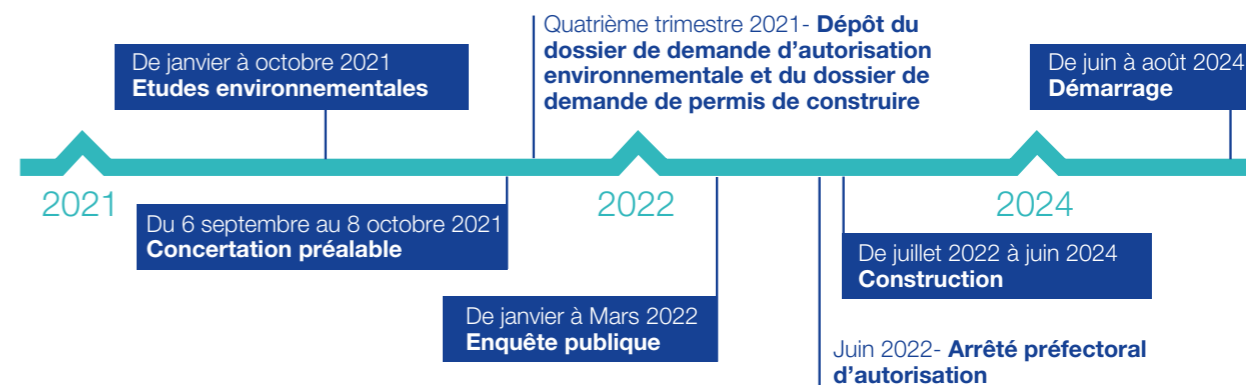 De janvier à octobre 2021
Etudes environnementales
Quatrième trimestre 2021- Dépôt du
dossier de demande d'autorisation
environnementale et du dossier de
demande de permis de construire
De juin à août 2024
Démarrage
2021
2022
2024
Du 6 septembre au 8 octobre 2021
Concertation préalable
De janvier à Mars 2022
Enquête publique
De juillet 2022 à juin 2024
Construction
Juin 2022- Arrêté préfectoral
d'autorisation